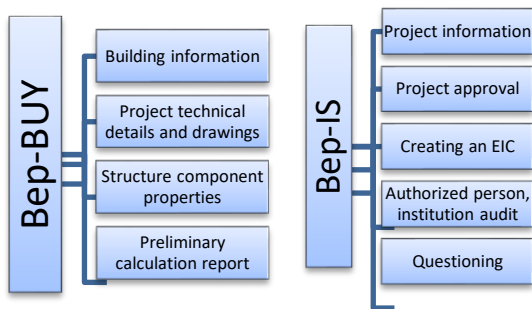 Bep-BUY
Building information
Project technical
details and drawings
Structure component
properties
Preliminary
calculation report
Bep-IS
Project information
Project approval
Creating an EIC
Authorized person,
institution audit
Questioning